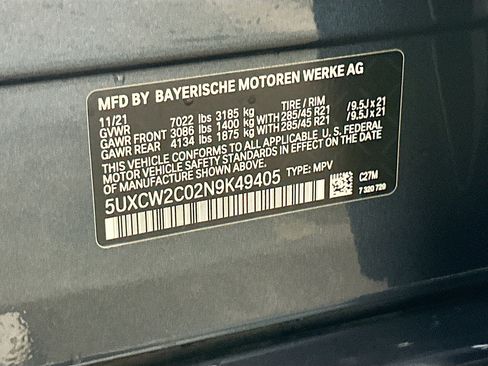 MFD BY BAYERISCHE MOTOREN WERKE AG
11/21 7022 lbs 3185 kg TIRE / RIM
GVWR
GAWR FRONT 3086 lbs 1400 kg 285/45 R21 /9.5J x 21
GAWR REAR 4134 lbs 1875 kg 285/45 R21 /9.5J x 21
THIS VEHICLE CONFORMS TO ALL APPLICABLE U.S. FEDERAL
MOTOR VEHICLE SAFETY STANDARDS IN EFFECT ON THE DATE
OF MANUFACTURE SHOWN ABOVE.
5UXCW2C02N9K49405 TYPE: MPV
C27M
7 320 729